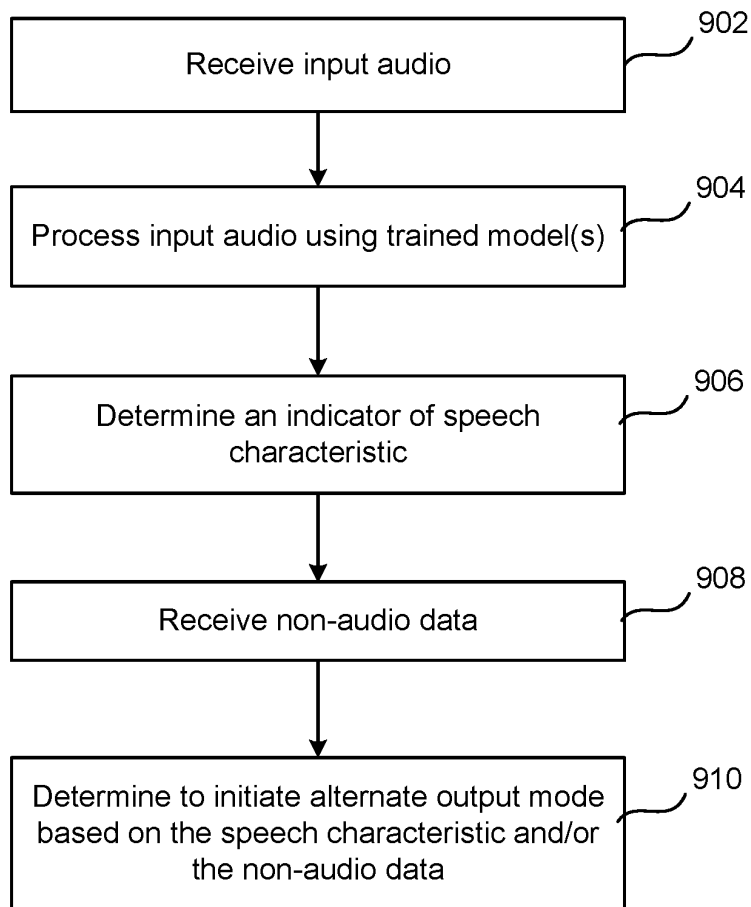 902
Receive input audio
904
Process input audio using trained model(s)
906
Determine an indicator of speech
characteristic
908
Receive non-audio data
910
Determine to initiate alternate output mode
based on the speech characteristic and/or
the non-audio data